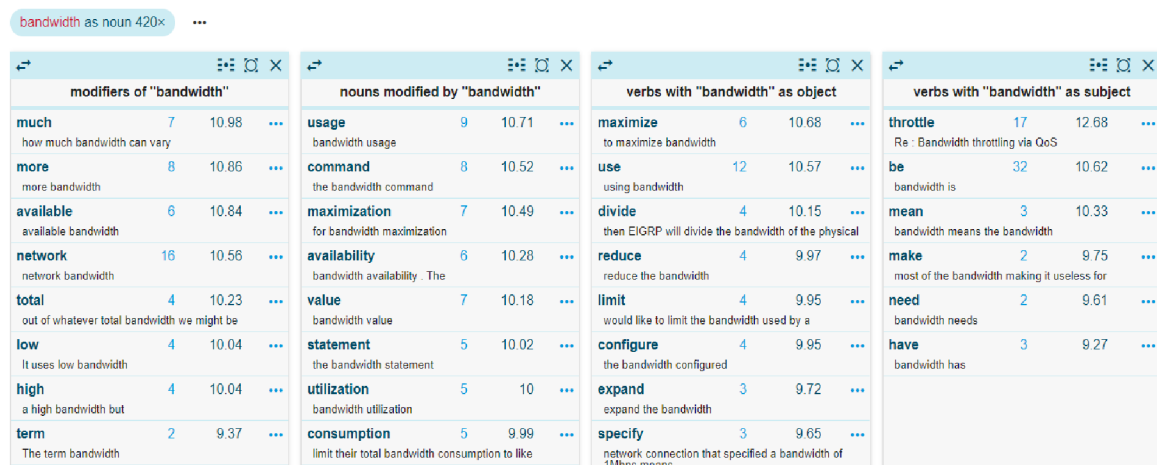 bandwidth as noun 420× •••
modifiers of "bandwidth"
much 7 10.98 •••
how much bandwidth can vary
more 8 10.86 •••
more bandwidth
available 6 10.84 •••
available bandwidth
network 16 10.56 •••
network bandwidth
total 4 10.23 •••
out of whatever total bandwidth we might be
low 4 10.04 •••
It uses low bandwidth
high 4 10.04 •••
a high bandwidth but
term 2 9.37 •••
The term bandwidth
nouns modified by "bandwidth"
usage 9 10.71 •••
bandwidth usage
command 8 10.52 •••
the bandwidth command
maximization 7 10.49 •••
for bandwidth maximization
availability 6 10.28 •••
bandwidth availability . The
value 7 10.18 •••
bandwidth value
statement 5 10.02 •••
the bandwidth statement
utilization 5 10 •••
bandwidth utilization
consumption 5 9.99 •••
limit their total bandwidth consumption to like
verbs with "bandwidth" as object
maximize 6 10.68 •••
to maximize bandwidth
use 12 10.57 •••
using bandwidth
divide 4 10.15 •••
then EIGRP will divide the bandwidth of the physical
reduce 4 9.97 •••
reduce the bandwidth
limit 4 9.95 •••
would like to limit the bandwidth used by a
configure 4 9.95 •••
the bandwidth configured
expand 3 9.72 •••
expand the bandwidth
specify 3 9.65 •••
network connection that specified a bandwidth of
1Mbps means
verbs with "bandwidth" as subject
throttle 17 12.68 •••
Re : Bandwidth throttling via QoS
be 32 10.62 •••
bandwidth is
mean 3 10.33 •••
bandwidth means the bandwidth
make 2 9.75 •••
most of the bandwidth making it useless for
need 2 9.61 •••
bandwidth needs
have 3 9.27 •••
bandwidth has